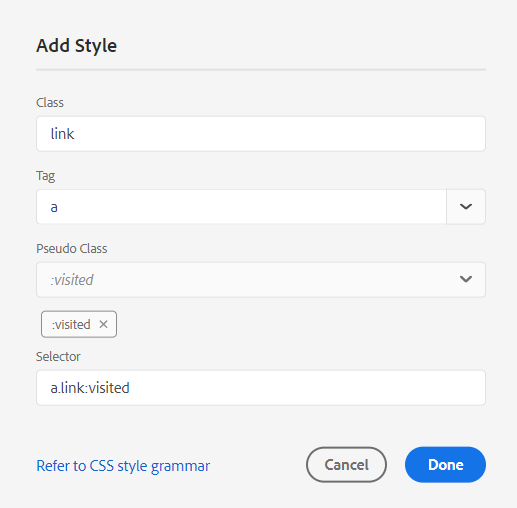 Add Style
Class
link
Tag
a
Pseudo Class
:visited
:visited ×
Selector
a.link:visited
Refer to CSS style grammar Cancel Done